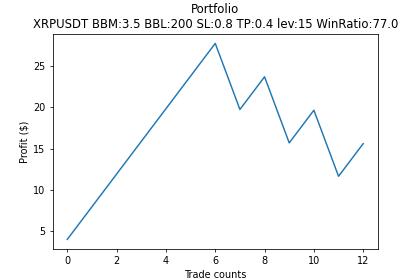 Portfolio
XRPUSDT BBM:3.5 BBL:200 SL:0.8 TP:0.4 lev:15 WinRatio:77.0
Profit ($)
25
20
15
10
5
0 2 4 6 8 10 12
Trade counts